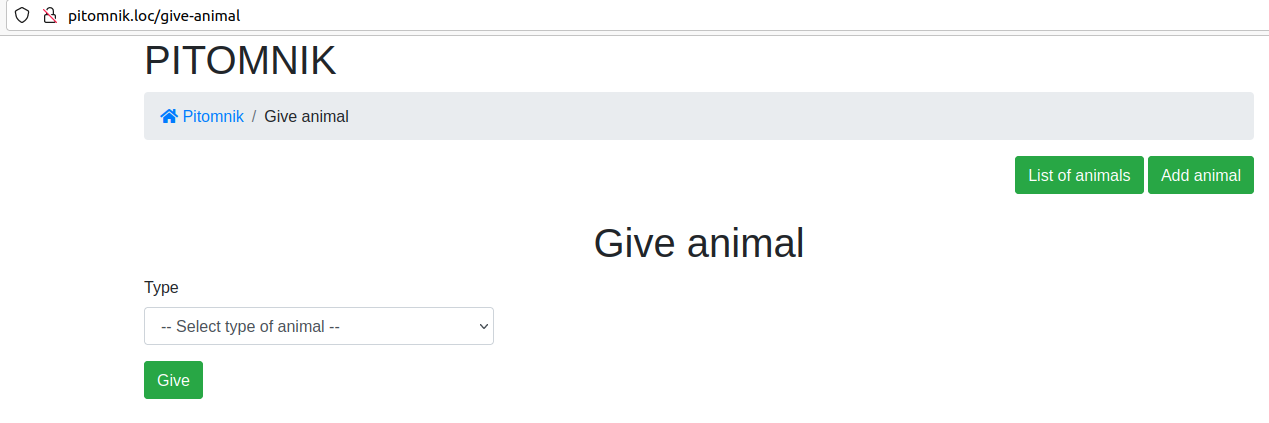 pitomnik.loc/give-animal
PITOMNIK
Pitomnik / Give animal
List of animals Add animal
Give animal
Type
-- Select type of animal --
Give